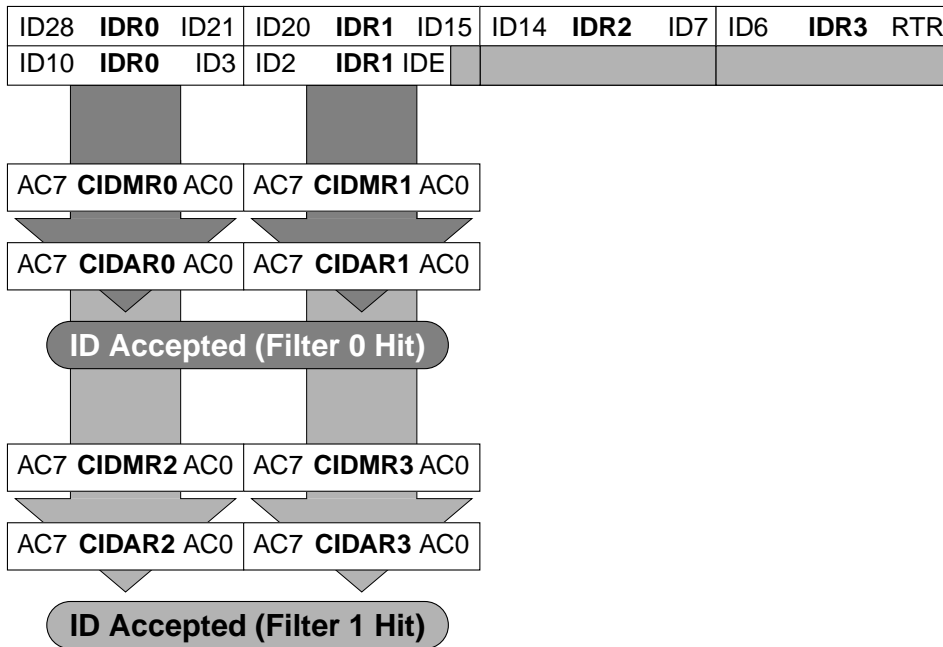 ID28 IDR0 ID21 ID20 IDR1 ID15 ID14 IDR2 ID7 ID6 IDR3 RTR
ID10 IDR0 ID3 ID2 IDR1 IDE
AC7 CIDMR0 AC0 AC7 CIDMR1 AC0
AC7 CIDAR0 AC0 AC7 CIDAR1 AC0
ID Accepted (Filter 0 Hit)
AC7 CIDMR2 AC0 AC7 CIDMR3 AC0
AC7 CIDAR2 AC0 AC7 CIDAR3 AC0
ID Accepted (Filter 1 Hit)